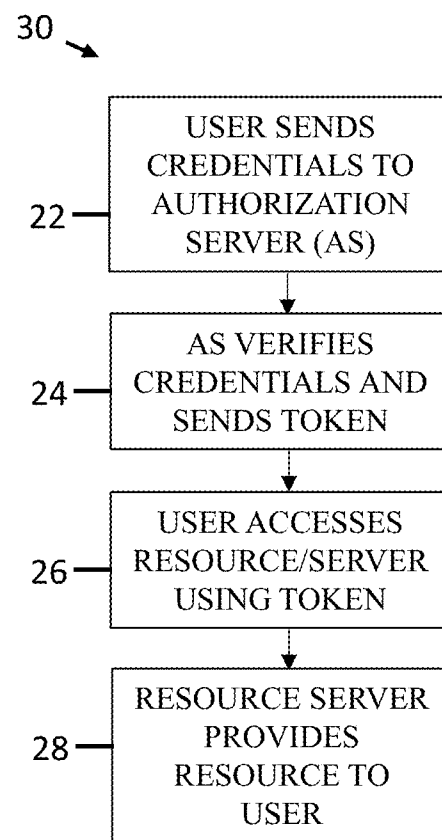 30
USER SENDS
CREDENTIALS TO
AUTHORIZATION
SERVER (AS)
22
AS VERIFIES
CREDENTIALS AND
SENDS TOKEN
24
USER ACCESSES
RESOURCE/SERVER
USING TOKEN
26
RESOURCE SERVER
PROVIDES
RESOURCE TO
USER
28